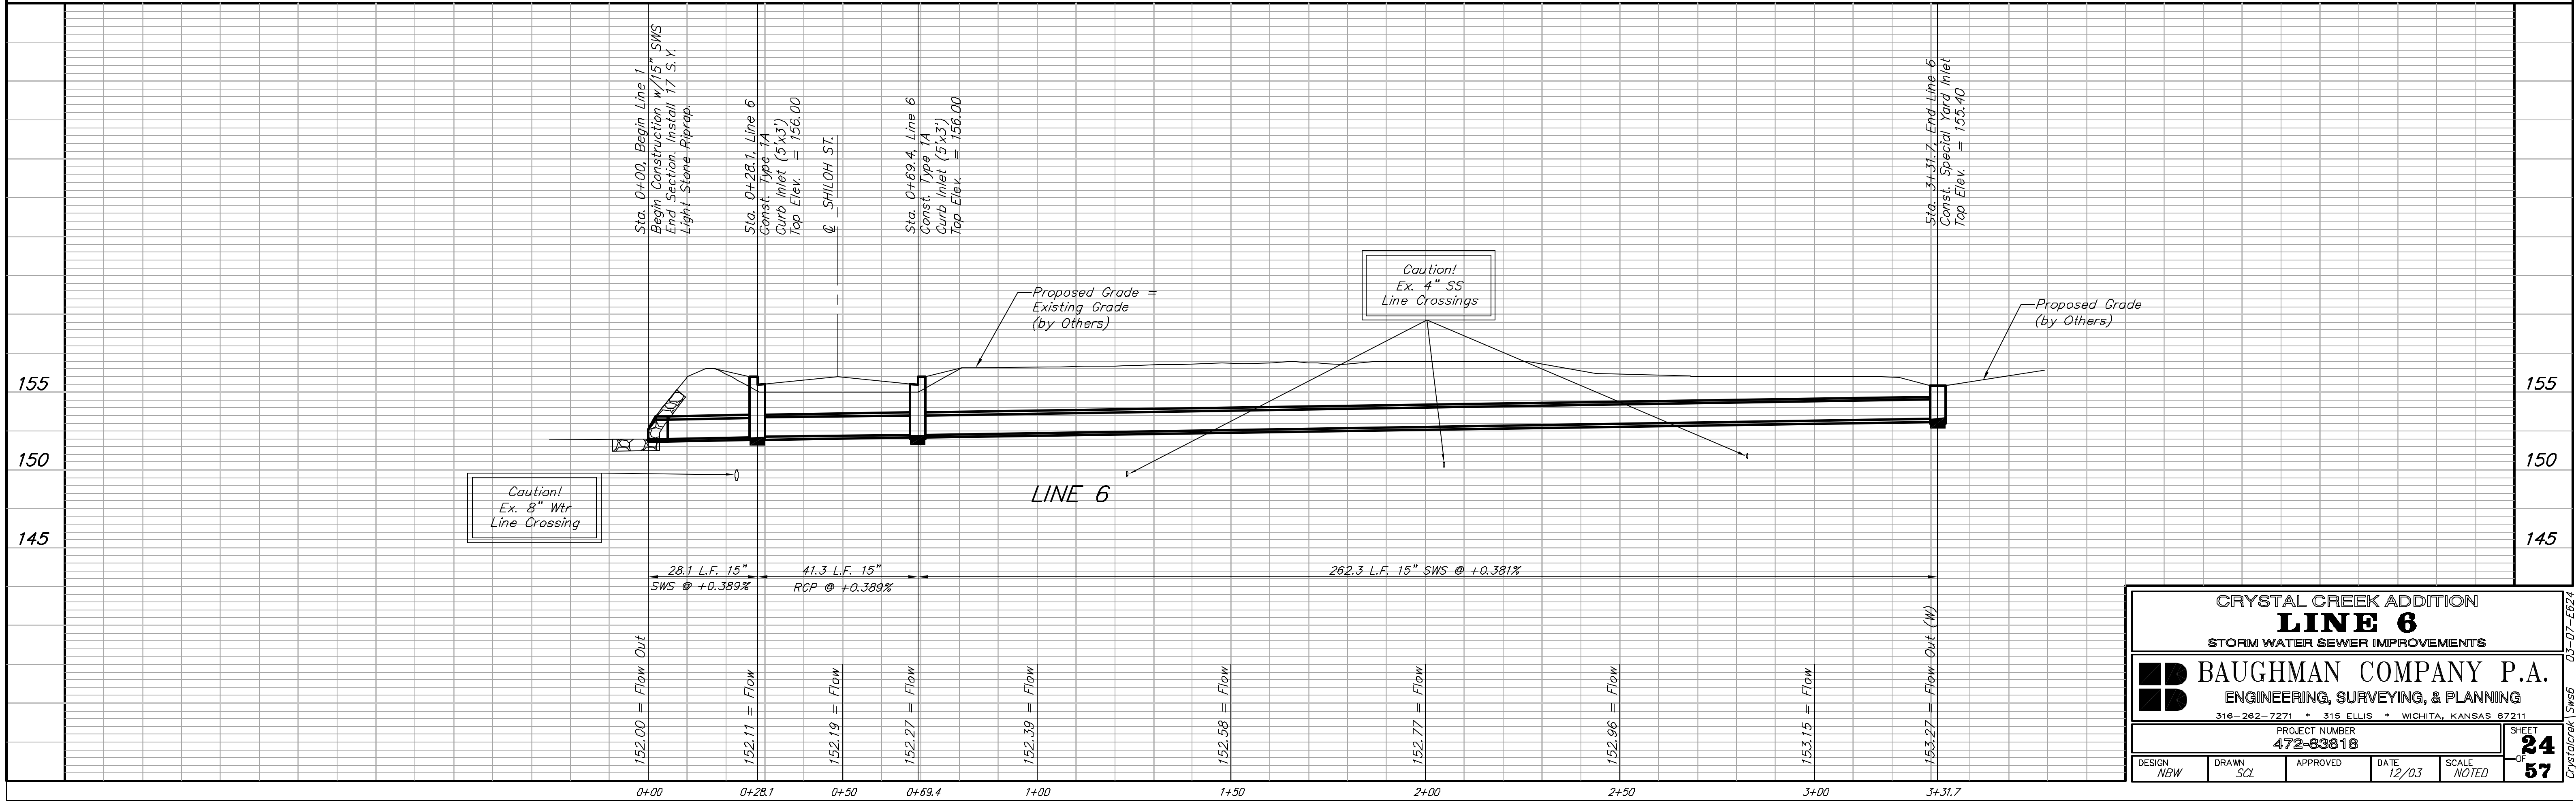 Sta. 0+00, Begin Line 1
Begin Construction w/15" SWS
End Section. Install 17 S.Y.
Light Stone Riprap.
Sta. 0+28.1, Line 6
Const. Type 1A
Curb Inlet (5'x3')
Top Elev. = 156.00
℄ SHILOH ST.
Sta. 0+69.4, Line 6
Const. Type 1A
Curb Inlet (5'x3')
Top Elev. = 156.00
Sta. 3+31.7, End Line 6
Const. Special Yard Inlet
Top Elev. = 155.40
Caution!
Ex. 4" SS
Line Crossings
Proposed Grade =
Existing Grade
(by Others)
Proposed Grade
(by Others)
155
155
150
150
145
145
LINE 6
Caution!
Ex. 8" Wtr
Line Crossing
28.1 L.F. 15"
SWS @ +0.389%
41.3 L.F. 15"
RCP @ +0.389%
262.3 L.F. 15" SWS @ +0.381%
152.00 = Flow Out
152.11 = Flow
152.19 = Flow
152.27 = Flow
152.39 = Flow
152.58 = Flow
152.77 = Flow
152.96 = Flow
153.15 = Flow
153.27 = Flow Out (W)
0+00
0+28.1
0+50
0+69.4
1+00
1+50
2+00
2+50
3+00
3+31.7
CRYSTAL CREEK ADDITION
LINE 6
STORM WATER SEWER IMPROVEMENTS
BAUGHMAN COMPANY P.A.
ENGINEERING, SURVEYING, & PLANNING
316-262-7271 * 315 ELLIS * WICHITA, KANSAS 67211
PROJECT NUMBER
472-83818
SHEET
24
OF
57
DESIGN
NBW
DRAWN
SCL
APPROVED
DATE
12/03
SCALE
NOTED
03-07-E624
Crystalcreek\Sws6